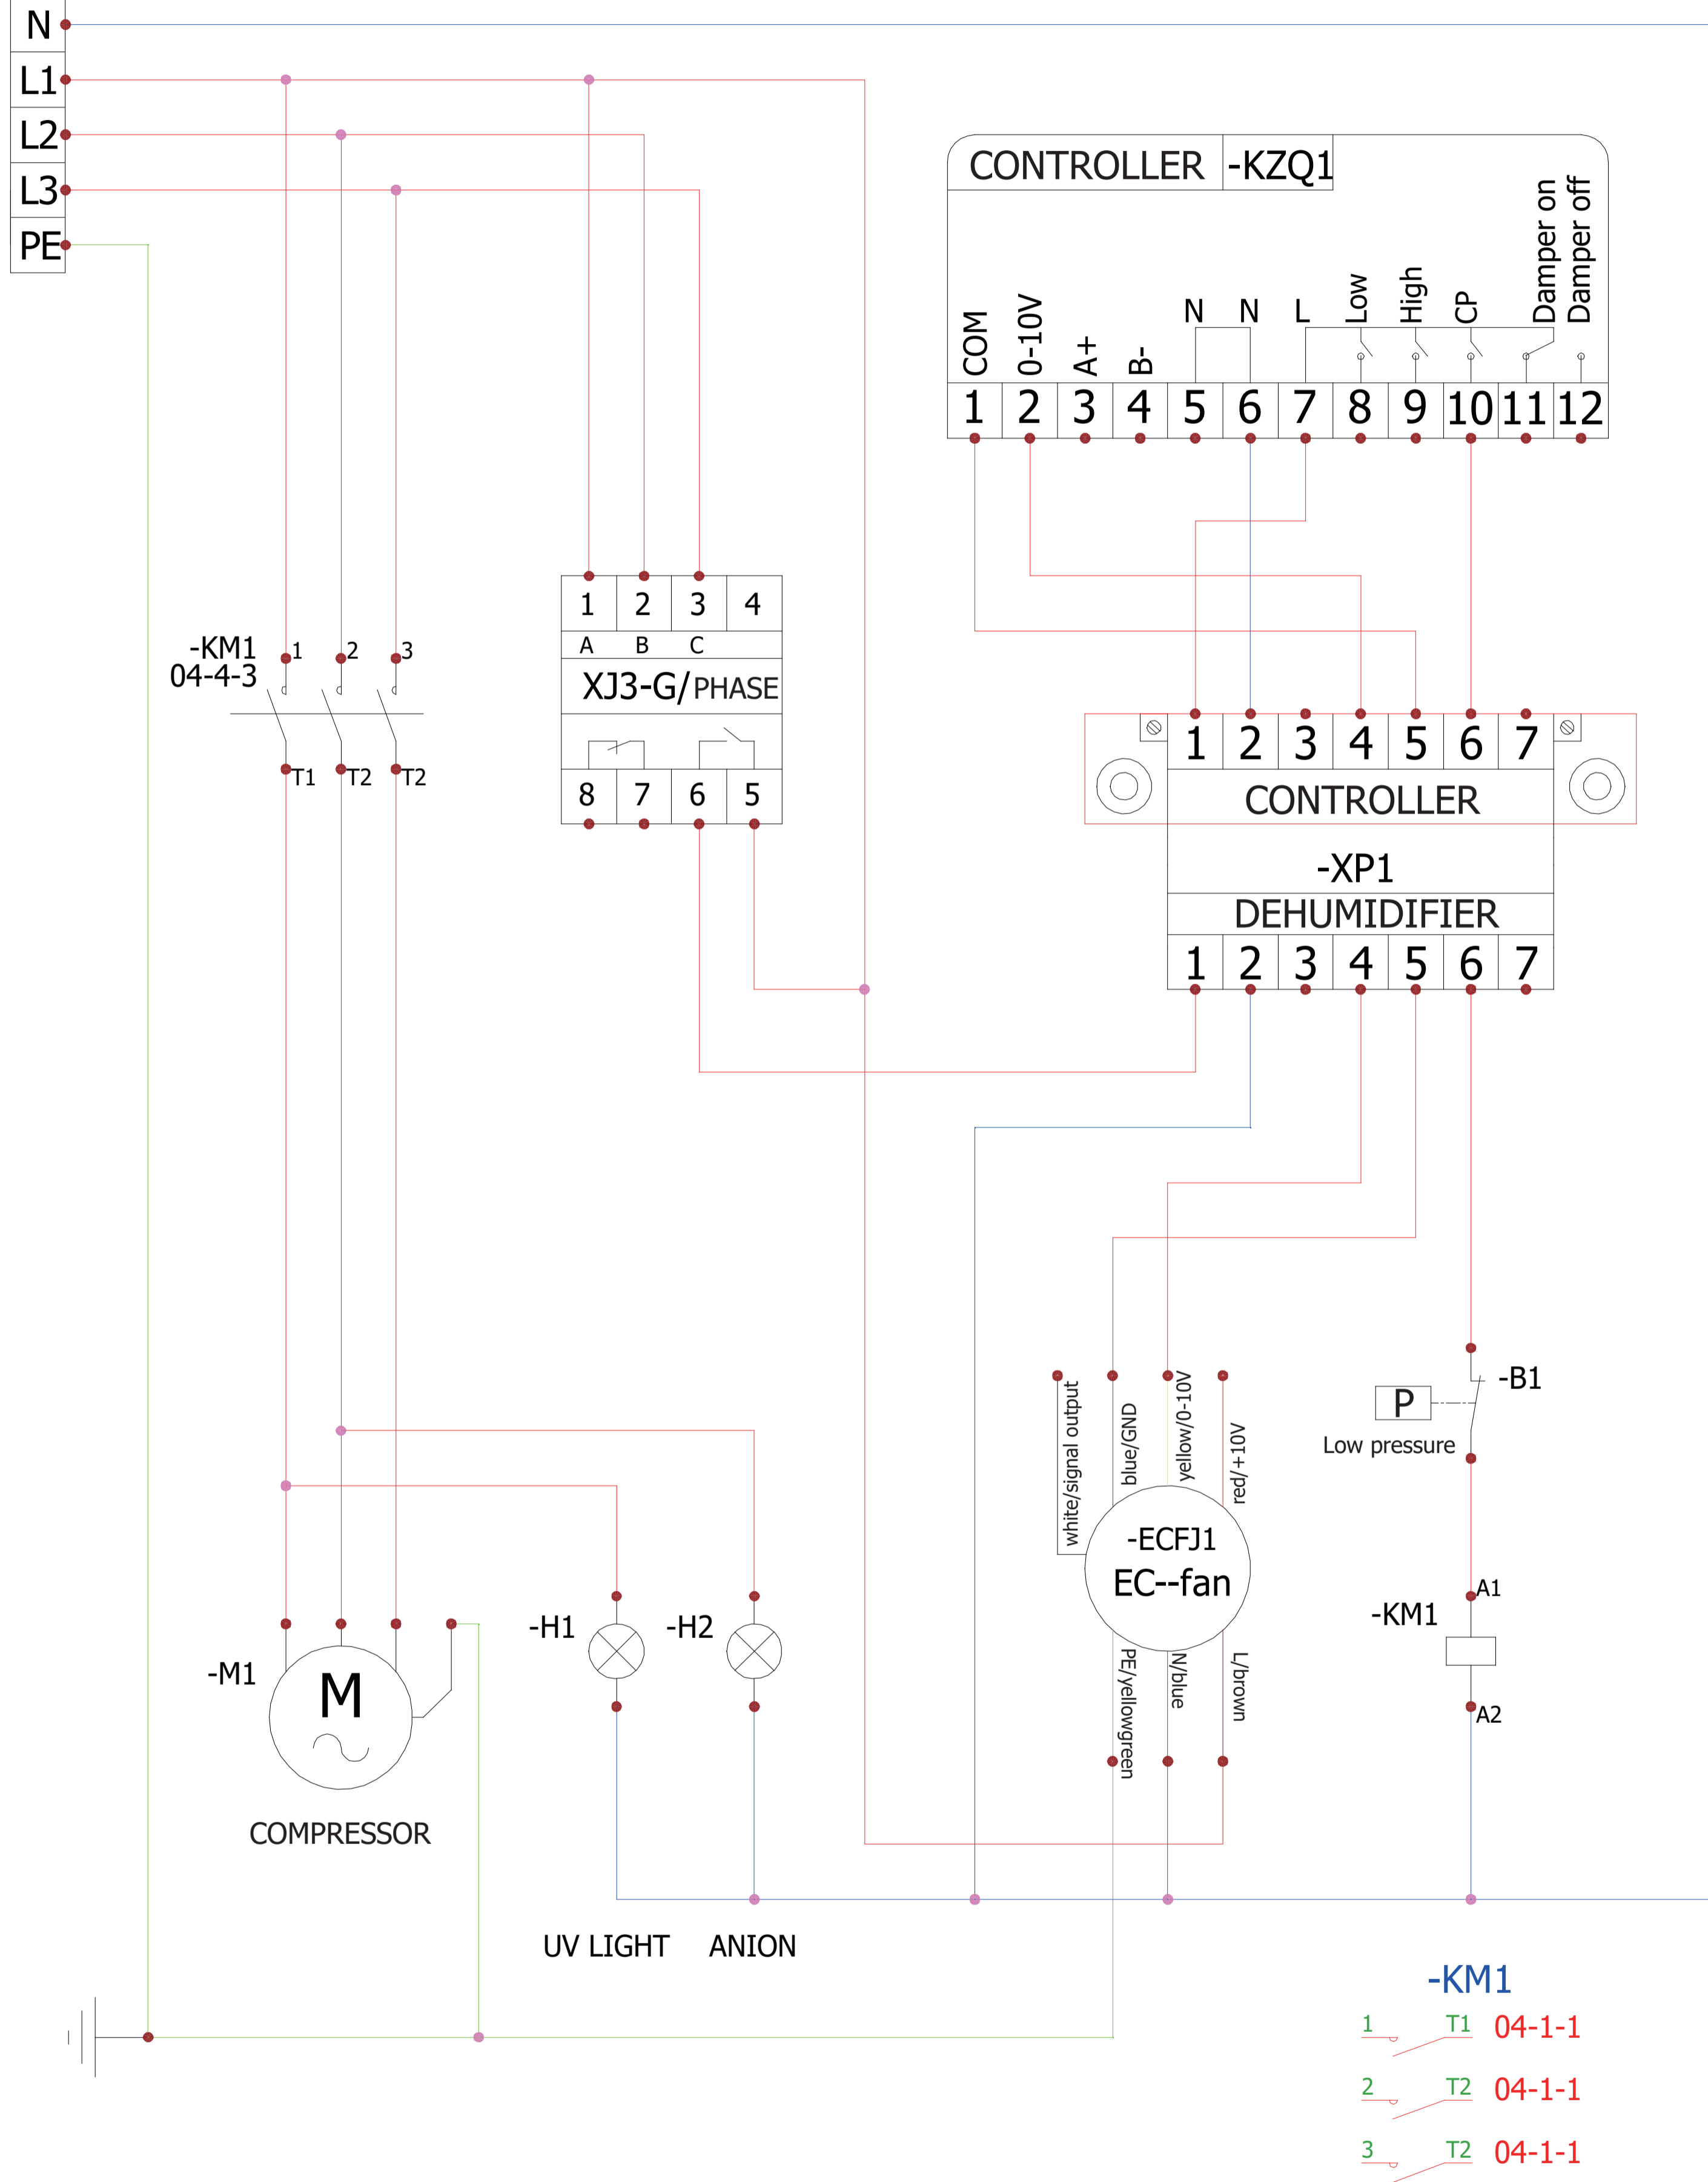 N
L1
L2
L3
PE
CONTROLLER -KZQ1
COM
0-10V
A+
B-
N
N
L
Low
High
CP
Damper on
Damper off
1 2 3 4 5 6 7 8 9 10 11 12
-KM1
04-4-3
1 2 3
T1 T2 T2
1 2 3 4
A B C
XJ3-G/PHASE
8 7 6 5
1 2 3 4 5 6 7
CONTROLLER
-XP1
DEHUMIDIFIER
1 2 3 4 5 6 7
white/signal output
blue/GND
yellow/0-10V
red/+10V
-ECFJ1
EC--fan
PE/yellowgreen
N/blue
L/brown
-B1
P
Low pressure
A1
-KM1
A2
-H1
-H2
-M1
M
COMPRESSOR
UV LIGHT
ANION
-KM1
1 T1 04-1-1
2 T2 04-1-1
3 T2 04-1-1